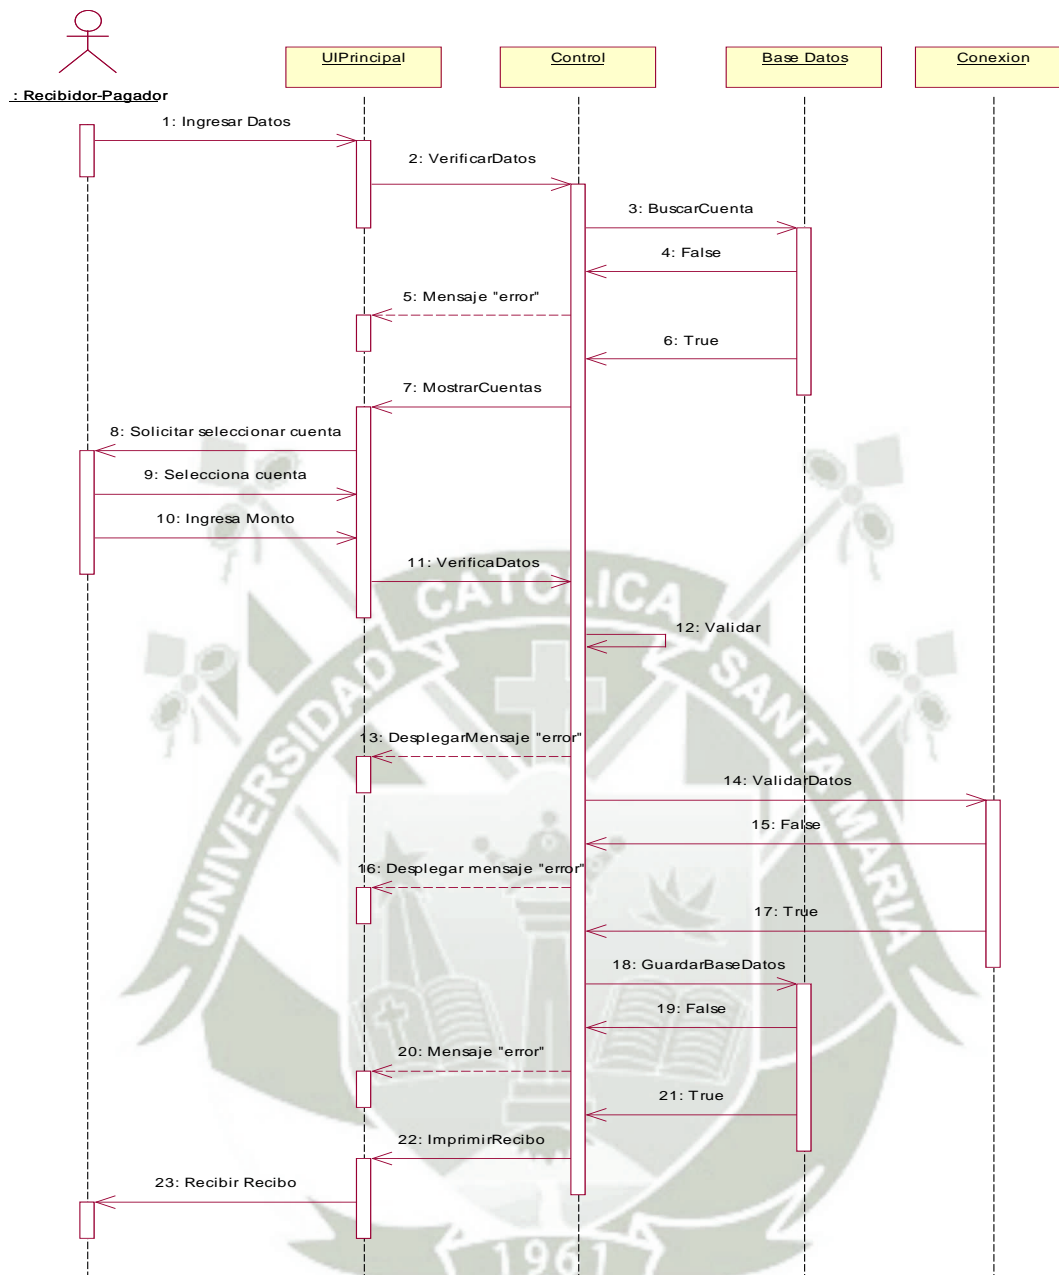 UIPrincipal
Control
Base Datos
Conexion
: Recibidor-Pagador
1: Ingresar Datos
2: VerificarDatos
3: BuscarCuenta
4: False
5: Mensaje "error"
6: True
7: MostrarCuentas
8: Solicitar seleccionar cuenta
9: Selecciona cuenta
10: Ingresa Monto
11: VerificaDatos
12: Validar
13: DesplegarMensaje "error"
14: ValidarDatos
15: False
16: Desplegar mensaje "error"
17: True
18: GuardarBaseDatos
19: False
20: Mensaje "error"
21: True
22: ImprimirRecibo
23: Recibir Recibo
UNIVERSIDAD CATOLICA SANTA MARIA
1961